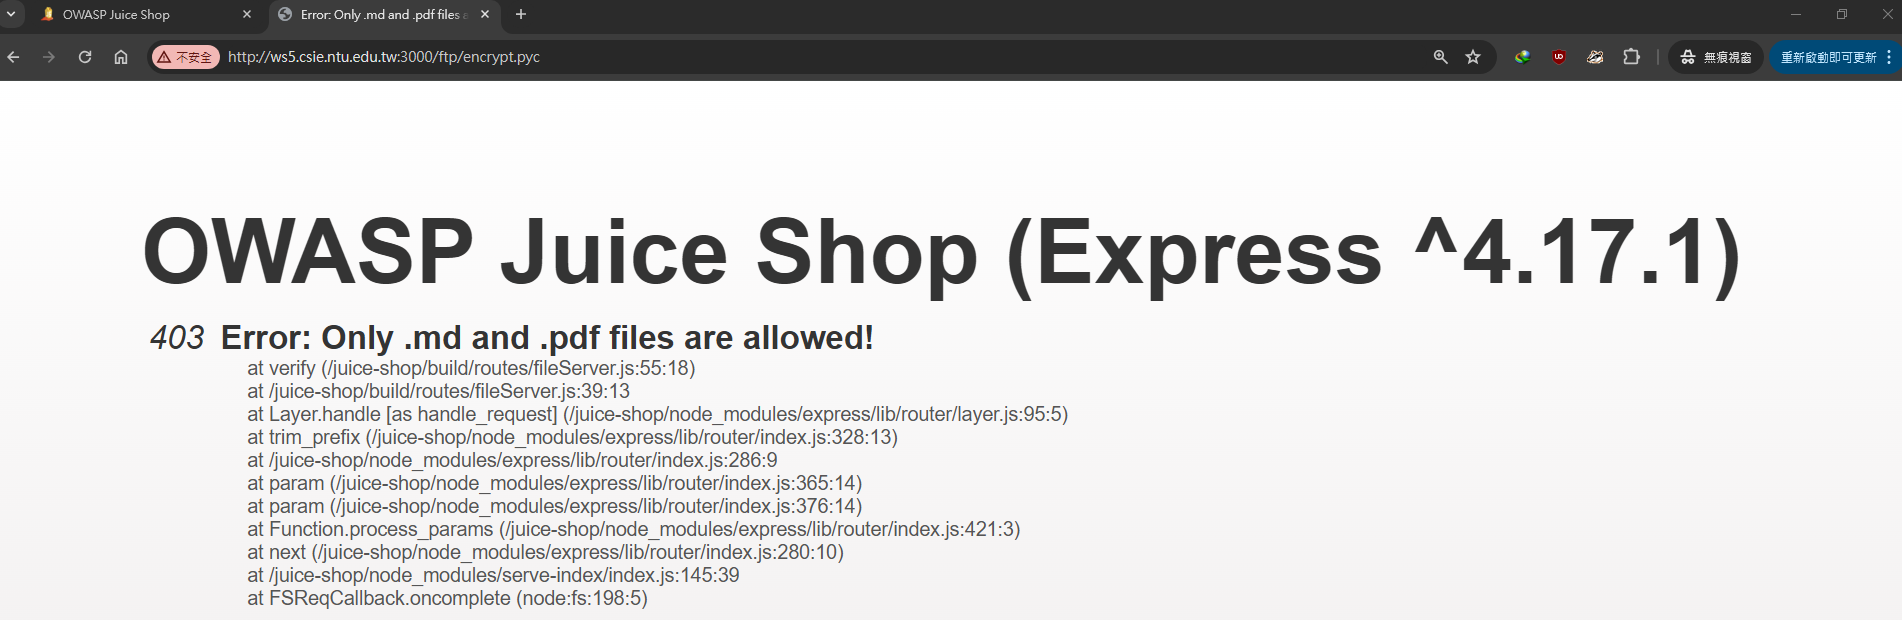 OWASP Juice Shop
Error: Only .md and .pdf files a
不安全 http://ws5.csie.ntu.edu.tw:3000/ftp/encrypt.pyc
無痕視窗
重新啟動即可更新
OWASP Juice Shop (Express ^4.17.1)
403 Error: Only .md and .pdf files are allowed!
at verify (/juice-shop/build/routes/fileServer.js:55:18)
at /juice-shop/build/routes/fileServer.js:39:13
at Layer.handle [as handle_request] (/juice-shop/node_modules/express/lib/router/layer.js:95:5)
at trim_prefix (/juice-shop/node_modules/express/lib/router/index.js:328:13)
at /juice-shop/node_modules/express/lib/router/index.js:286:9
at param (/juice-shop/node_modules/express/lib/router/index.js:365:14)
at param (/juice-shop/node_modules/express/lib/router/index.js:376:14)
at Function.process_params (/juice-shop/node_modules/express/lib/router/index.js:421:3)
at next (/juice-shop/node_modules/express/lib/router/index.js:280:10)
at /juice-shop/node_modules/serve-index/index.js:145:39
at FSReqCallback.oncomplete (node:fs:198:5)